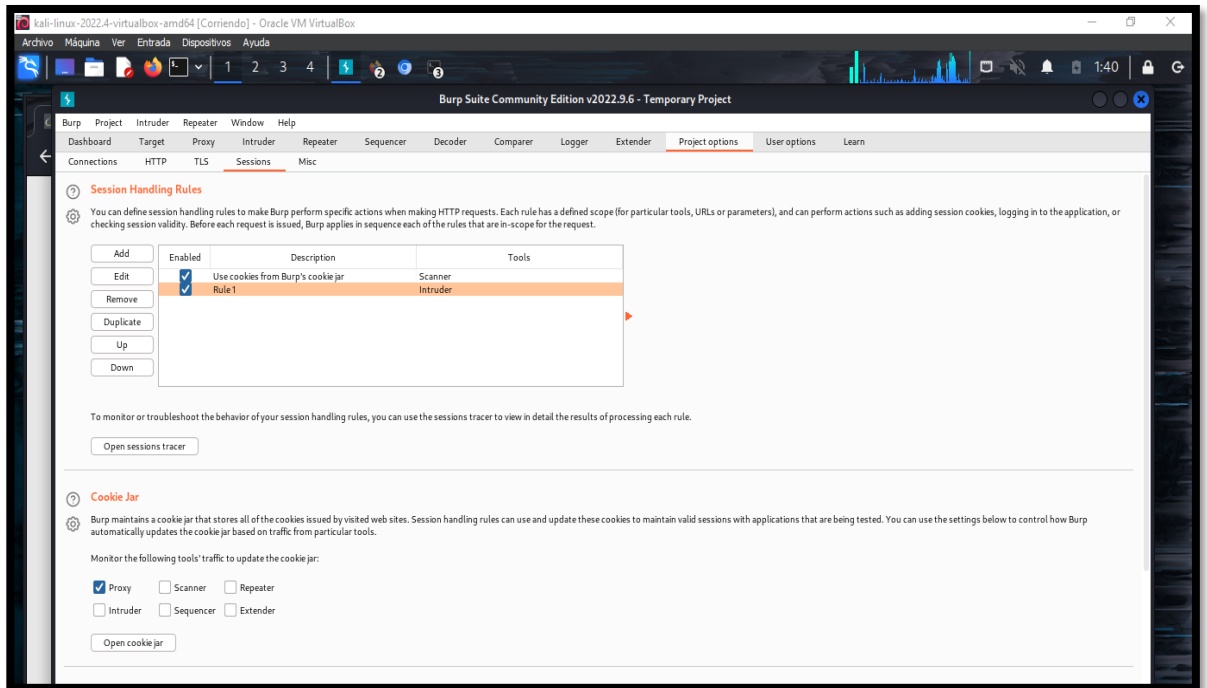 kali-linux-2022.4-virtualbox-amd64 [Corriendo] - Oracle VM VirtualBox
Archivo Máquina Ver Entrada Dispositivos Ayuda
1 2 3 4 2 3 1:40
Burp Suite Community Edition v2022.9.6 - Temporary Project
Burp Project Intruder Repeater Window Help
Dashboard Target Proxy Intruder Repeater Sequencer Decoder Comparer Logger Extender Project options User options Learn
Connections HTTP TLS Sessions Misc
Session Handling Rules
You can define session handling rules to make Burp perform specific actions when making HTTP requests. Each rule has a defined scope (for particular tools, URLs or parameters), and can perform actions such as adding session cookies, logging in to the application, or
checking session validity. Before each request is issued, Burp applies in sequence each of the rules that are in-scope for the request.
Add
Enabled Description Tools
Edit
Use cookies from Burp's cookie jar Scanner
Rule 1 Intruder
Remove
Duplicate
Up
Down
To monitor or troubleshoot the behavior of your session handling rules, you can use the sessions tracer to view in detail the results of processing each rule.
Open sessions tracer
Cookie Jar
Burp maintains a cookie jar that stores all of the cookies issued by visited web sites. Session handling rules can use and update these cookies to maintain valid sessions with applications that are being tested. You can use the settings below to control how Burp
automatically updates the cookie jar based on traffic from particular tools.
Monitor the following tools' traffic to update the cookie jar:
Proxy Scanner Repeater
Intruder Sequencer Extender
Open cookie jar